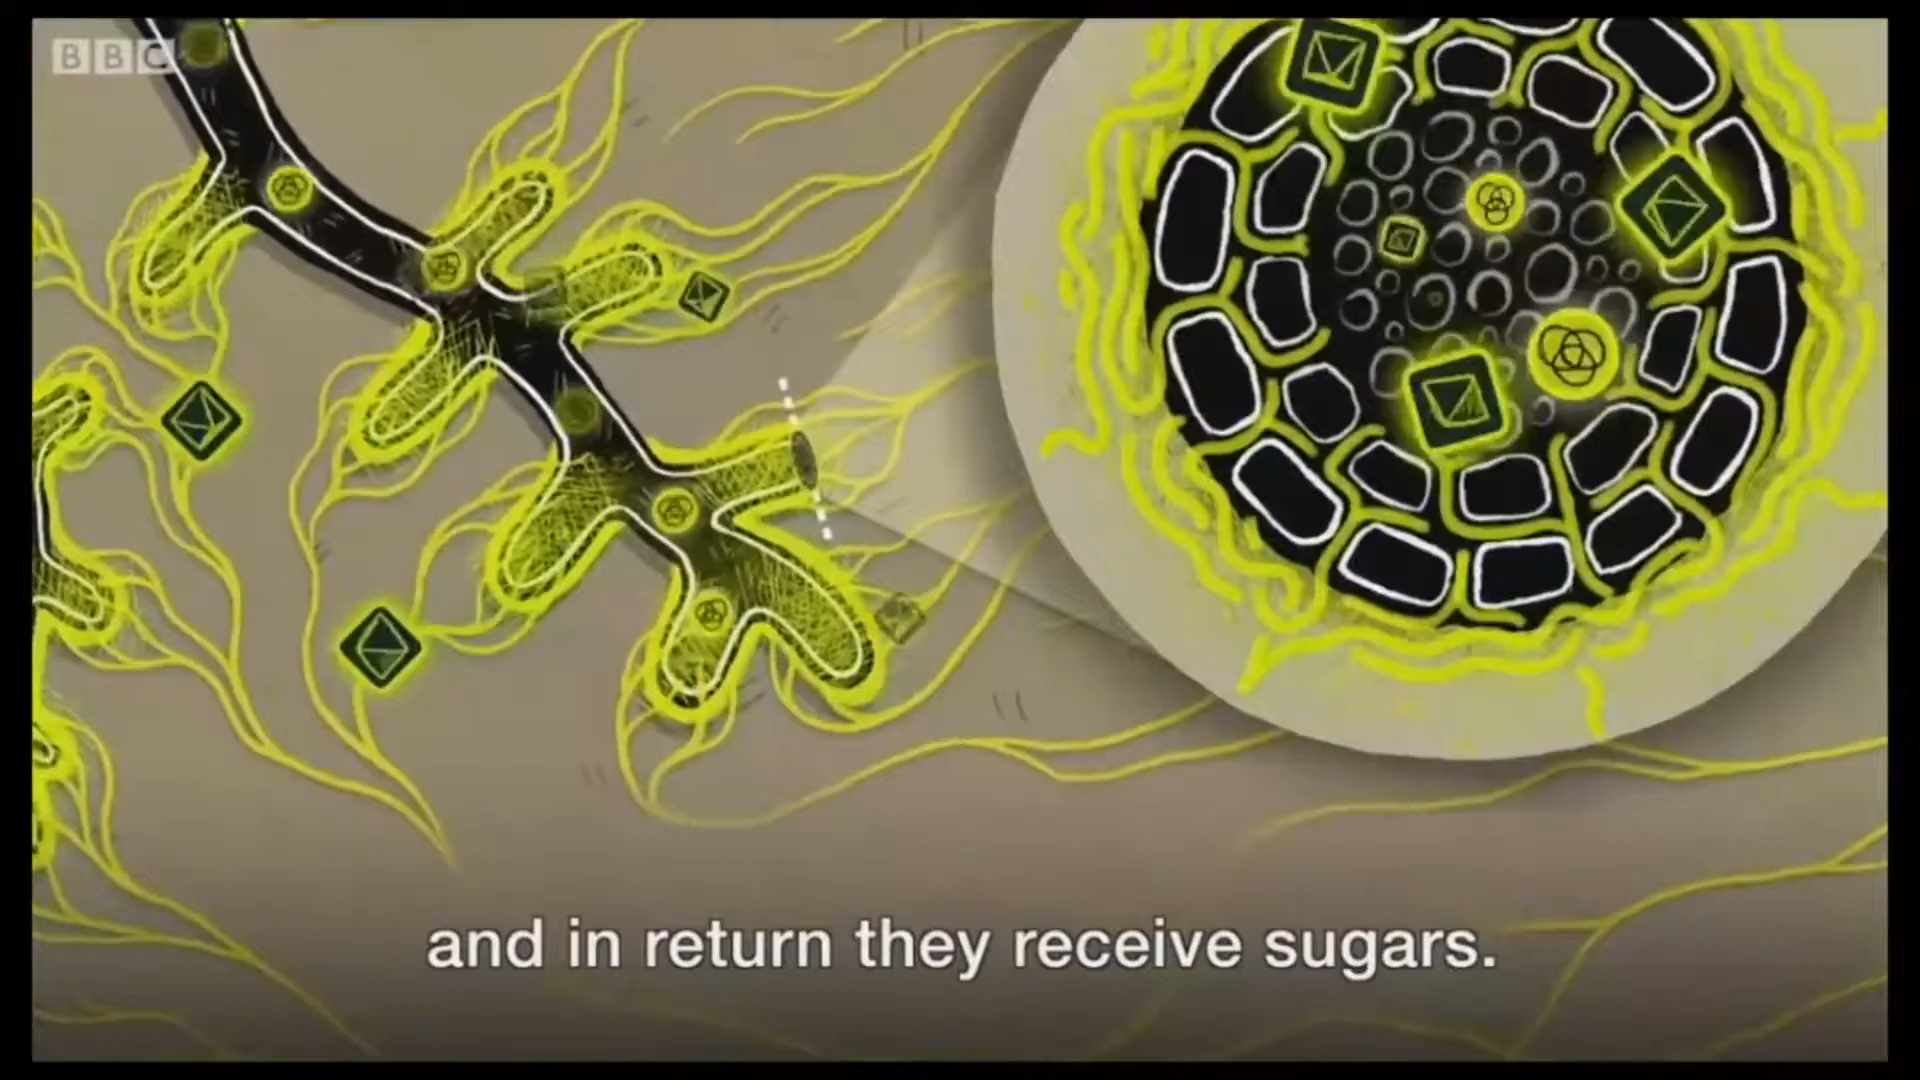 BBC
and in return they receive sugars.